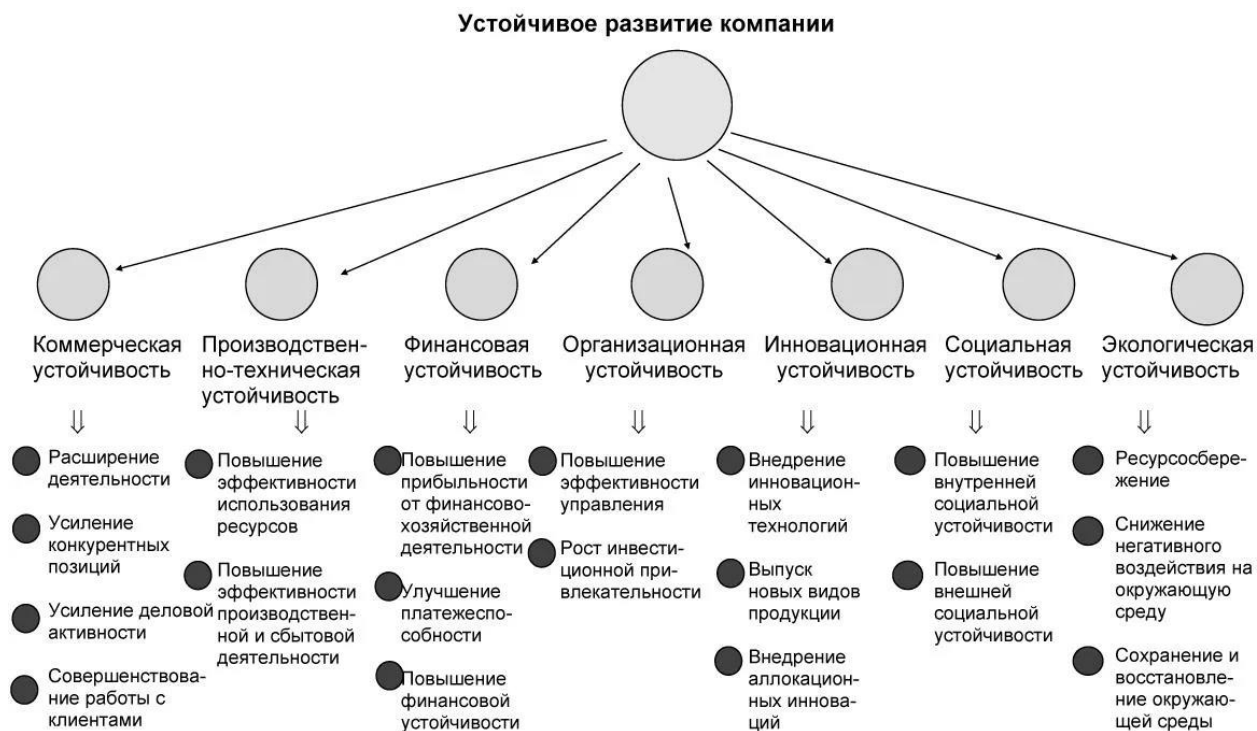 Устойчивое развитие компании
Коммерческая
устойчивость
Производствен-
но-техническая
устойчивость
Финансовая
устойчивость
Организационная
устойчивость
Инновационная
устойчивость
Социальная
устойчивость
Экологическая
устойчивость
Расширение
деятельности
Усиление
конкурентных
позиций
Усиление деловой
активности
Совершенствова-
ние работы с
клиентами
Повышение
эффективности
использования
ресурсов
Повышение
эффективности
производствен-
ной и сбытовой
деятельности
Повышение
прибыльности
от финансово-
хозяйственной
деятельности
Улучшение
платежеспо-
собности
Повышение
финансовой
устойчивости
Повышение
эффективности
управления
Рост инвести-
ционной при-
влекательности
Внедрение
инновацион-
ных
технологий
Выпуск
новых видов
продукции
Внедрение
аллокацион-
ных иннова-
ций
Повышение
внутренней
социальной
устойчивости
Повышение
внешней
социальной
устойчивости
Ресурсосбере-
жение
Снижение
негативного
воздействия на
окружающую
среду
Сохранение и
восстановле-
ние окружаю-
щей среды